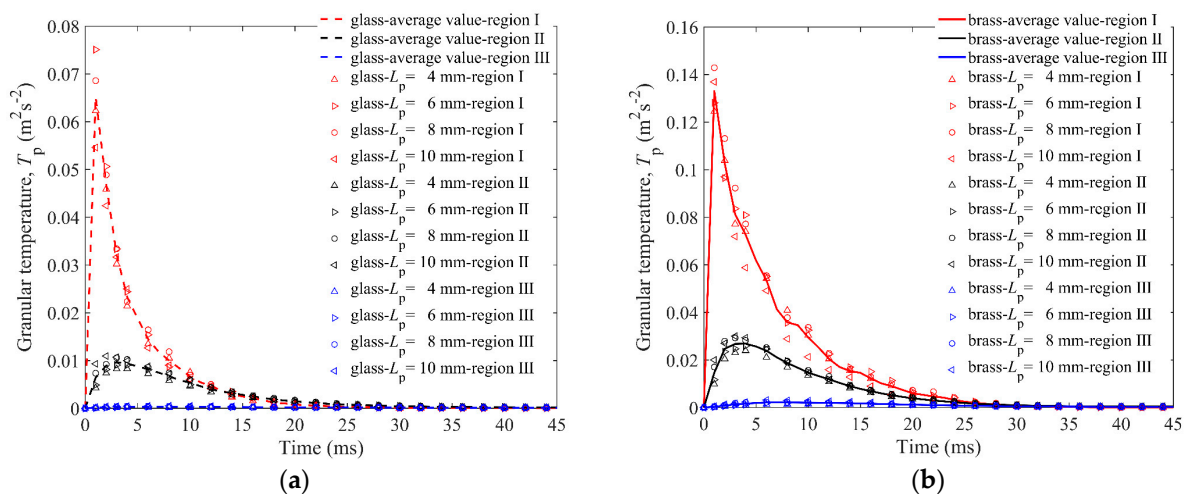 glass-average value-region I
glass-average value-region II
glass-average value-region III
glass-Lp= 4 mm-region I
glass-Lp= 6 mm-region I
glass-Lp= 8 mm-region I
glass-Lp= 10 mm-region I
glass-Lp= 4 mm-region II
glass-Lp= 6 mm-region II
glass-Lp= 8 mm-region II
glass-Lp= 10 mm-region II
glass-Lp= 4 mm-region III
glass-Lp= 6 mm-region III
glass-Lp= 8 mm-region III
glass-Lp= 10 mm-region III
Granular temperature, Tp (m²s⁻²)
0.08
0.07
0.06
0.05
0.04
0.03
0.02
0.01
0
0 5 10 15 20 25 30 35 40 45
Time (ms)
(a)
brass-average value-region I
brass-average value-region II
brass-average value-region III
brass-Lp= 4 mm-region I
brass-Lp= 6 mm-region I
brass-Lp= 8 mm-region I
brass-Lp= 10 mm-region I
brass-Lp= 4 mm-region II
brass-Lp= 6 mm-region II
brass-Lp= 8 mm-region II
brass-Lp= 10 mm-region II
brass-Lp= 4 mm-region III
brass-Lp= 6 mm-region III
brass-Lp= 8 mm-region III
brass-Lp= 10 mm-region III
Granular temperature, Tp (m²s⁻²)
0.16
0.14
0.12
0.1
0.08
0.06
0.04
0.02
0
0 5 10 15 20 25 30 35 40 45
Time (ms)
(b)